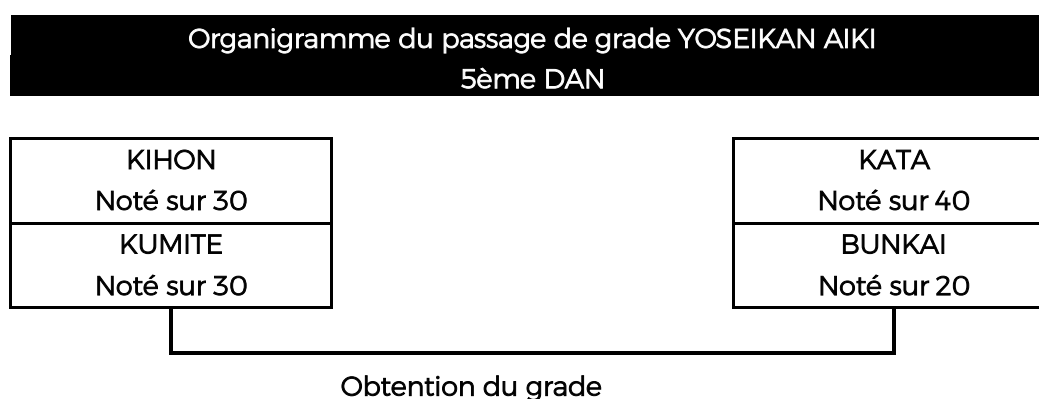 Organigramme du passage de grade YOSEIKAN AIKI
5ème DAN
KIHON
Noté sur 30
KUMITE
Noté sur 30
KATA
Noté sur 40
BUNKAI
Noté sur 20
Obtention du grade